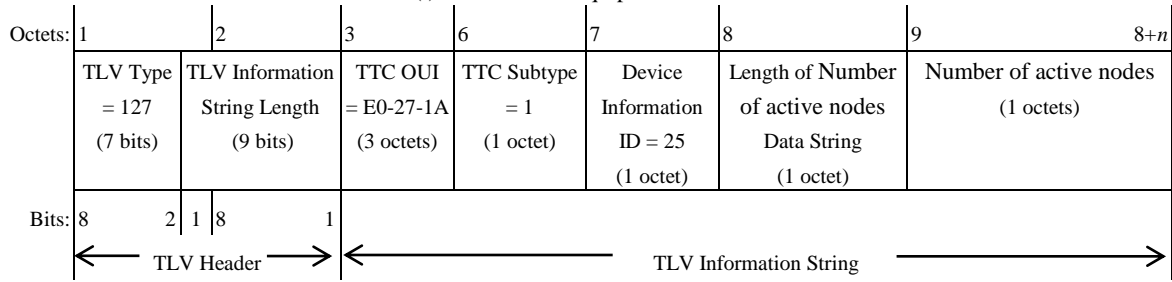 Octets: 1 2 3 6 7 8 9 8+n
TLV Type TLV Information TTC OUI TTC Subtype Device Length of Number Number of active nodes
= 127 String Length = E0-27-1A = 1 Information of active nodes (1 octets)
(7 bits) (9 bits) (3 octets) (1 octet) ID = 25 Data String
(1 octet) (1 octet)
Bits: 8 2 1 8 1
TLV Header TLV Information String